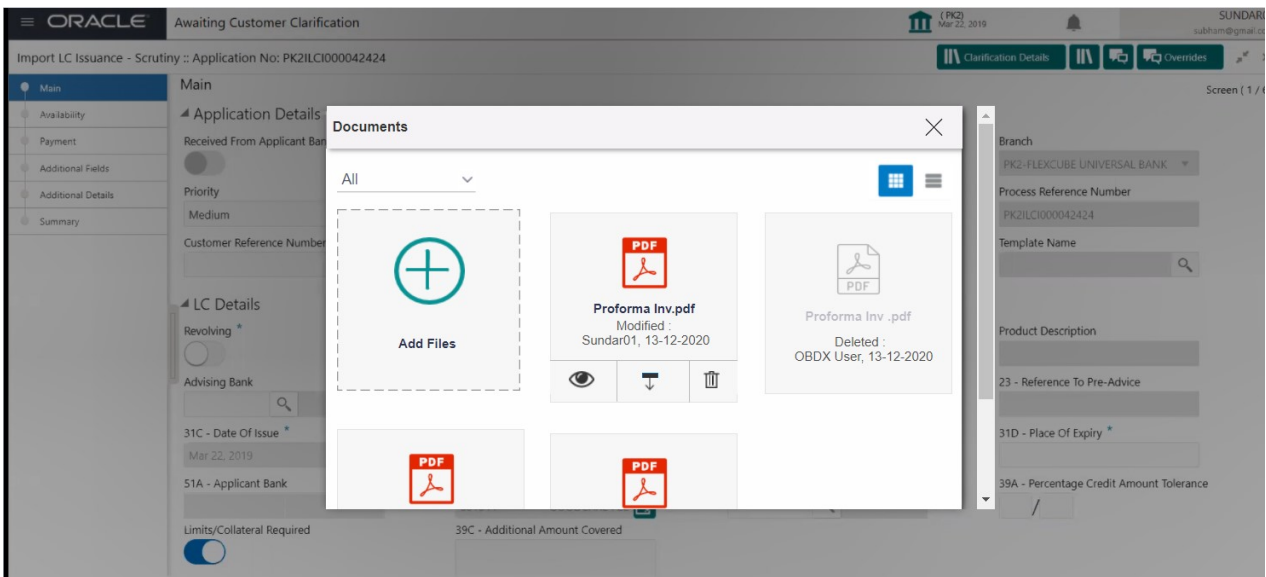 ORACLE
Awaiting Customer Clarification
( PK2)
Mar 22, 2019
SUNDAR
subham@gmail.co
Import LC Issuance - Scrutiny :: Application No: PK2ILCI000042424
Clarification Details
Overrides
Main
Availability
Payment
Additional Fields
Additional Details
Summary
Main
Screen ( 1 / 6
Application Details
Received From Applicant Ban
Priority
Medium
Customer Reference Number
Branch
PK2-FLEXCUBE UNIVERSAL BANK
Process Reference Number
PK2ILCI000042424
Template Name
LC Details
Revolving *
Advising Bank
31C - Date Of Issue *
Mar 22, 2019
51A - Applicant Bank
Limits/Collateral Required
39C - Additional Amount Covered
Product Description
23 - Reference To Pre-Advice
31D - Place Of Expiry *
39A - Percentage Credit Amount Tolerance
/
Documents
All
Add Files
PDF
Proforma Inv.pdf
Modified :
Sundar01, 13-12-2020
PDF
Proforma Inv .pdf
Deleted :
OBDX User, 13-12-2020
PDF
PDF